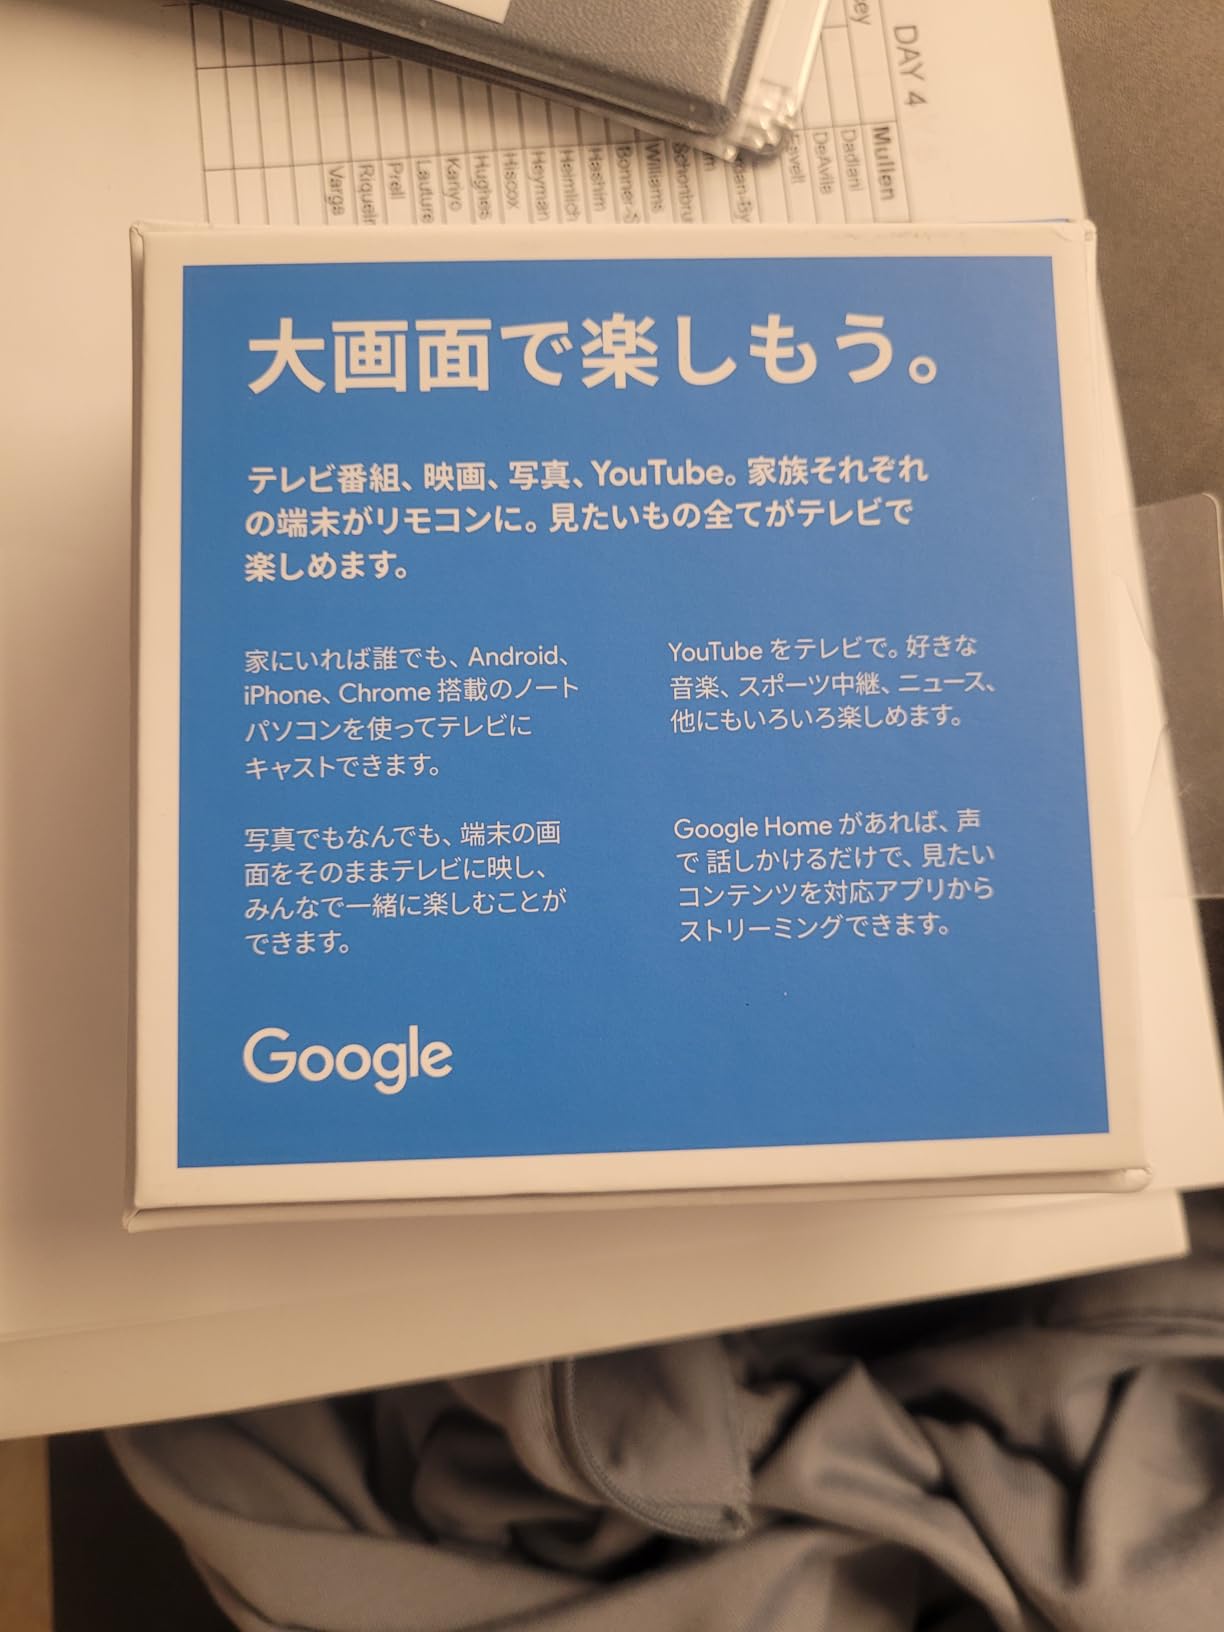 DAY 4
Mullen
Dadiani
DeAvila
Schonbru
Williams
Bonner-S
Hashim
Heimlich
Heyman
Hiscox
Hughes
Kariyo
Lauture
Prell
Riquelm
Varga
大画面で楽しもう。
テレビ番組、映画、写真、YouTube。家族それぞれ
の端末がリモコンに。見たいもの全てがテレビで
楽しめます。
家にいれば誰でも、Android、
iPhone、Chrome 搭載のノート
パソコンを使ってテレビに
キャストできます。
YouTube をテレビで。好きな
音楽、スポーツ中継、ニュース、
他にもいろいろ楽しめます。
写真でもなんでも、端末の画
面をそのままテレビに映し、
みんなで一緒に楽しむことが
できます。
Google Home があれば、声
で 話しかけるだけで、見たい
コンテンツを対応アプリから
ストリーミングできます。
Google